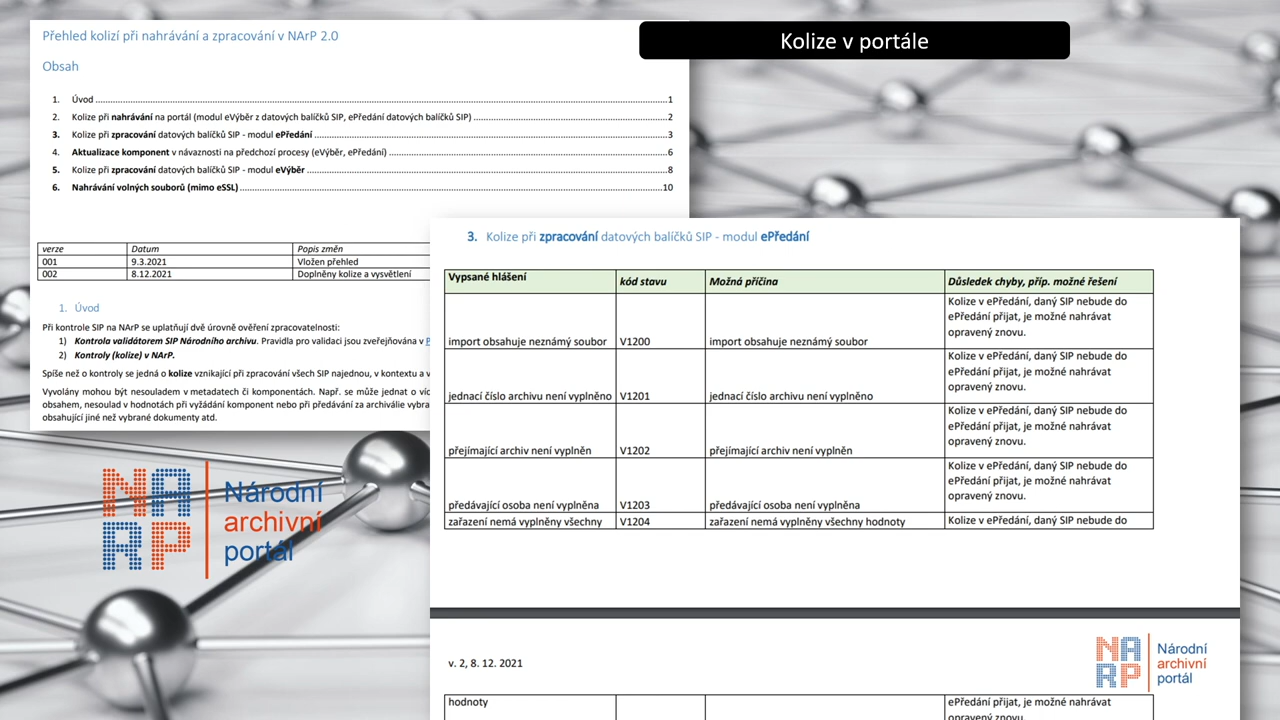 Kolize v portále
Přehled kolizí při nahrávání a zpracování v NArP 2.0
Obsah
1. Úvod ... 1
2. Kolize při nahrávání na portál (modul eVýběr z datových balíčků SIP, ePředání datových balíčků SIP) ... 2
3. Kolize při zpracování datových balíčků SIP - modul ePředání ... 3
4. Aktualizace komponent v návaznosti na předchozí procesy (eVýběr, ePředání) ... 6
5. Kolize při zpracování datových balíčků SIP - modul eVýběr ... 8
6. Nahrávání volných souborů (mimo eSSL) ... 10
verze Datum Popis změn
001 9.3.2021 Vložen přehled
002 8.12.2021 Doplněny kolize a vysvětlení
1. Úvod
Při kontrole SIP na NArP se uplatňují dvě úrovně ověření zpracovatelnosti:
1) Kontrola validátorem SIP Národního archivu. Pravidla pro validaci jsou zveřejňována v
2) Kontroly (kolize) v NArP.
Spíše než o kontroly se jedná o kolize vznikající při zpracování všech SIP najednou, v kontextu a v
Vyvolány mohou být nesouladem v metadatech či komponentách. Např. se může jednat o víc
obsahem, nesoulad v hodnotách při vyžádání komponent nebo při předávání za archiválie vybra
obsahující jiné než vybrané dokumenty atd.
NA
RP
Národní
archivní
portál
3. Kolize při zpracování datových balíčků SIP - modul ePředání
Vypsané hlášení kód stavu Možná příčina Důsledek chyby, příp. možné řešení
Kolize v ePředání, daný SIP nebude do
ePředání přijat, je možné nahrávat
opravený znovu.
import obsahuje neznámý soubor V1200 import obsahuje neznámý soubor
Kolize v ePředání, daný SIP nebude do
ePředání přijat, je možné nahrávat
opravený znovu.
jednací číslo archivu není vyplněno V1201 jednací číslo archivu není vyplněno
Kolize v ePředání, daný SIP nebude do
ePředání přijat, je možné nahrávat
opravený znovu.
přejímající archiv není vyplněn V1202 přejímající archiv není vyplněn
Kolize v ePředání, daný SIP nebude do
ePředání přijat, je možné nahrávat
opravený znovu.
předávající osoba není vyplněna V1203 předávající osoba není vyplněna
zařazení nemá vyplněny všechny V1204 zařazení nemá vyplněny všechny hodnoty Kolize v ePředání, daný SIP nebude do
v. 2, 8. 12. 2021
NA
RP
Národní
archivní
portál
hodnoty ePředání přijat, je možné nahrávat
opravený znovu.